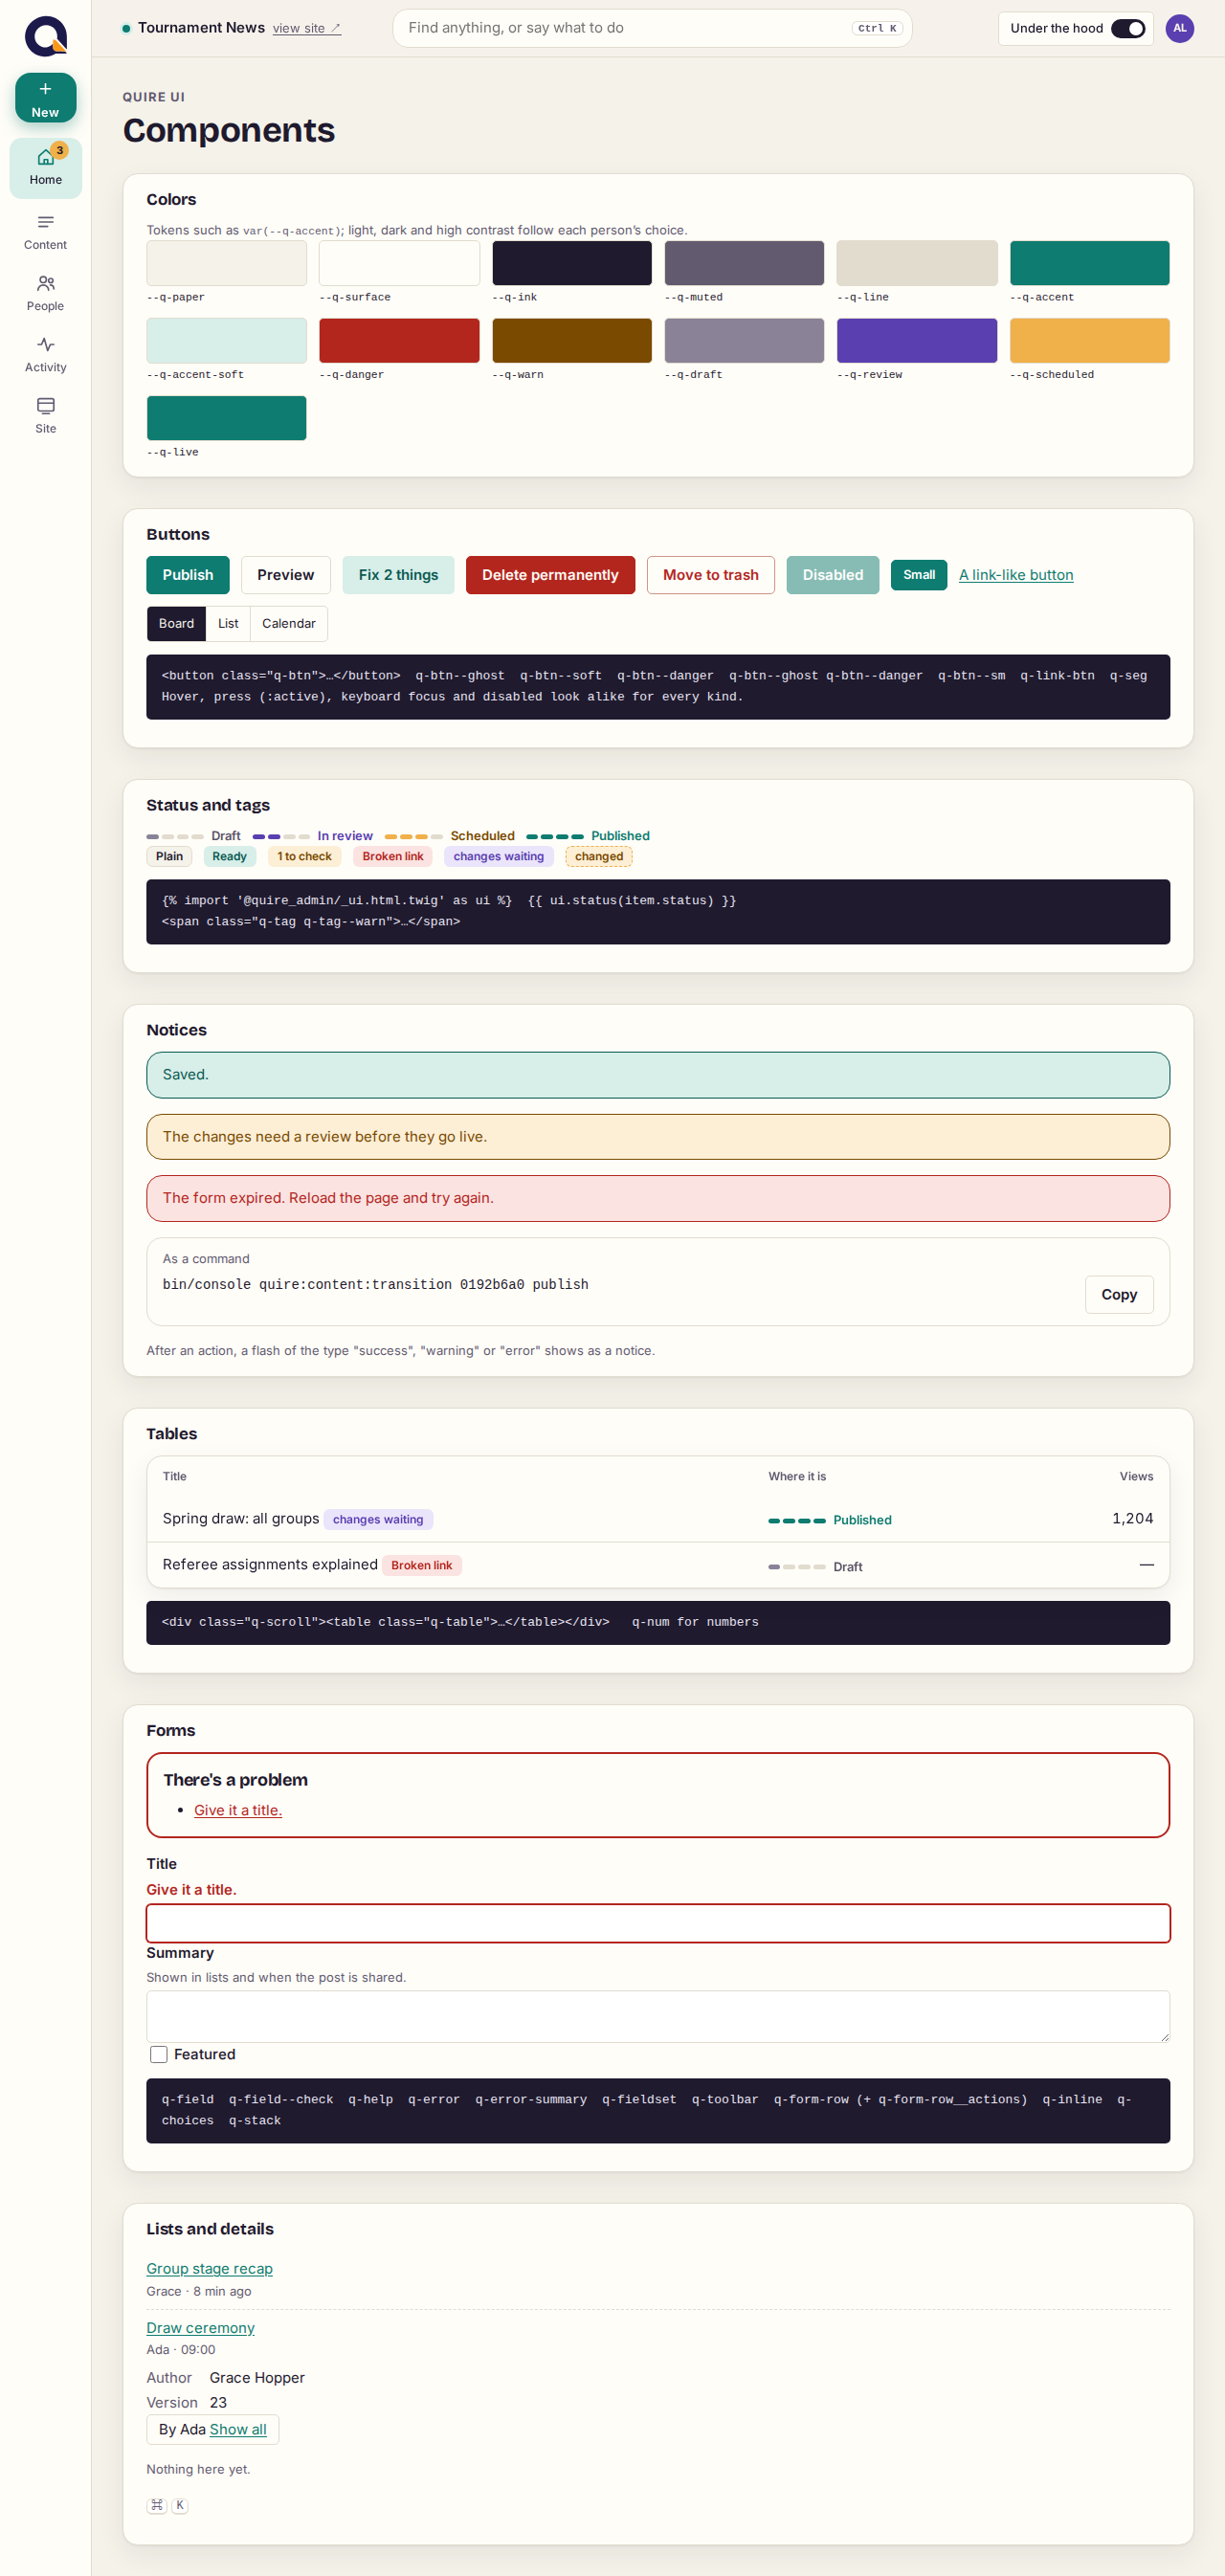 Tournament News view site ↗
Find anything, or say what to do
Ctrl K
Under the hood
AL
+
New
3
Home
Content
People
Activity
Site
QUIRE UI
Components
Colors
Tokens such as var(--q-accent); light, dark and high contrast follow each person's choice.
--q-paper --q-surface --q-ink --q-muted --q-line --q-accent
--q-accent-soft --q-danger --q-warn --q-draft --q-review --q-scheduled
--q-live
Buttons
Publish Preview Fix 2 things Delete permanently Move to trash Disabled Small A link-like button
Board List Calendar
<button class="q-btn">…</button>  q-btn--ghost  q-btn--soft  q-btn--danger  q-btn--ghost q-btn--danger  q-btn--sm  q-link-btn  q-seg
Hover, press (:active), keyboard focus and disabled look alike for every kind.
Status and tags
Draft In review Scheduled Published
Plain Ready 1 to check Broken link changes waiting changed
{% import '@quire_admin/_ui.html.twig' as ui %}  {{ ui.status(item.status) }}
<span class="q-tag q-tag--warn">…</span>
Notices
Saved.
The changes need a review before they go live.
The form expired. Reload the page and try again.
As a command
bin/console quire:content:transition 0192b6a0 publish
Copy
After an action, a flash of the type "success", "warning" or "error" shows as a notice.
Tables
Title Where it is Views
Spring draw: all groups changes waiting Published 1,204
Referee assignments explained Broken link Draft —
<div class="q-scroll"><table class="q-table">…</table></div>   q-num for numbers
Forms
There's a problem
• Give it a title.
Title
Give it a title.
Summary
Shown in lists and when the post is shared.
Featured
q-field  q-field--check  q-help  q-error  q-error-summary  q-fieldset  q-toolbar  q-form-row (+ q-form-row__actions)  q-inline  q-
choices  q-stack
Lists and details
Group stage recap
Grace · 8 min ago
Draw ceremony
Ada · 09:00
Author Grace Hopper
Version 23
By Ada Show all
Nothing here yet.
⌘ K